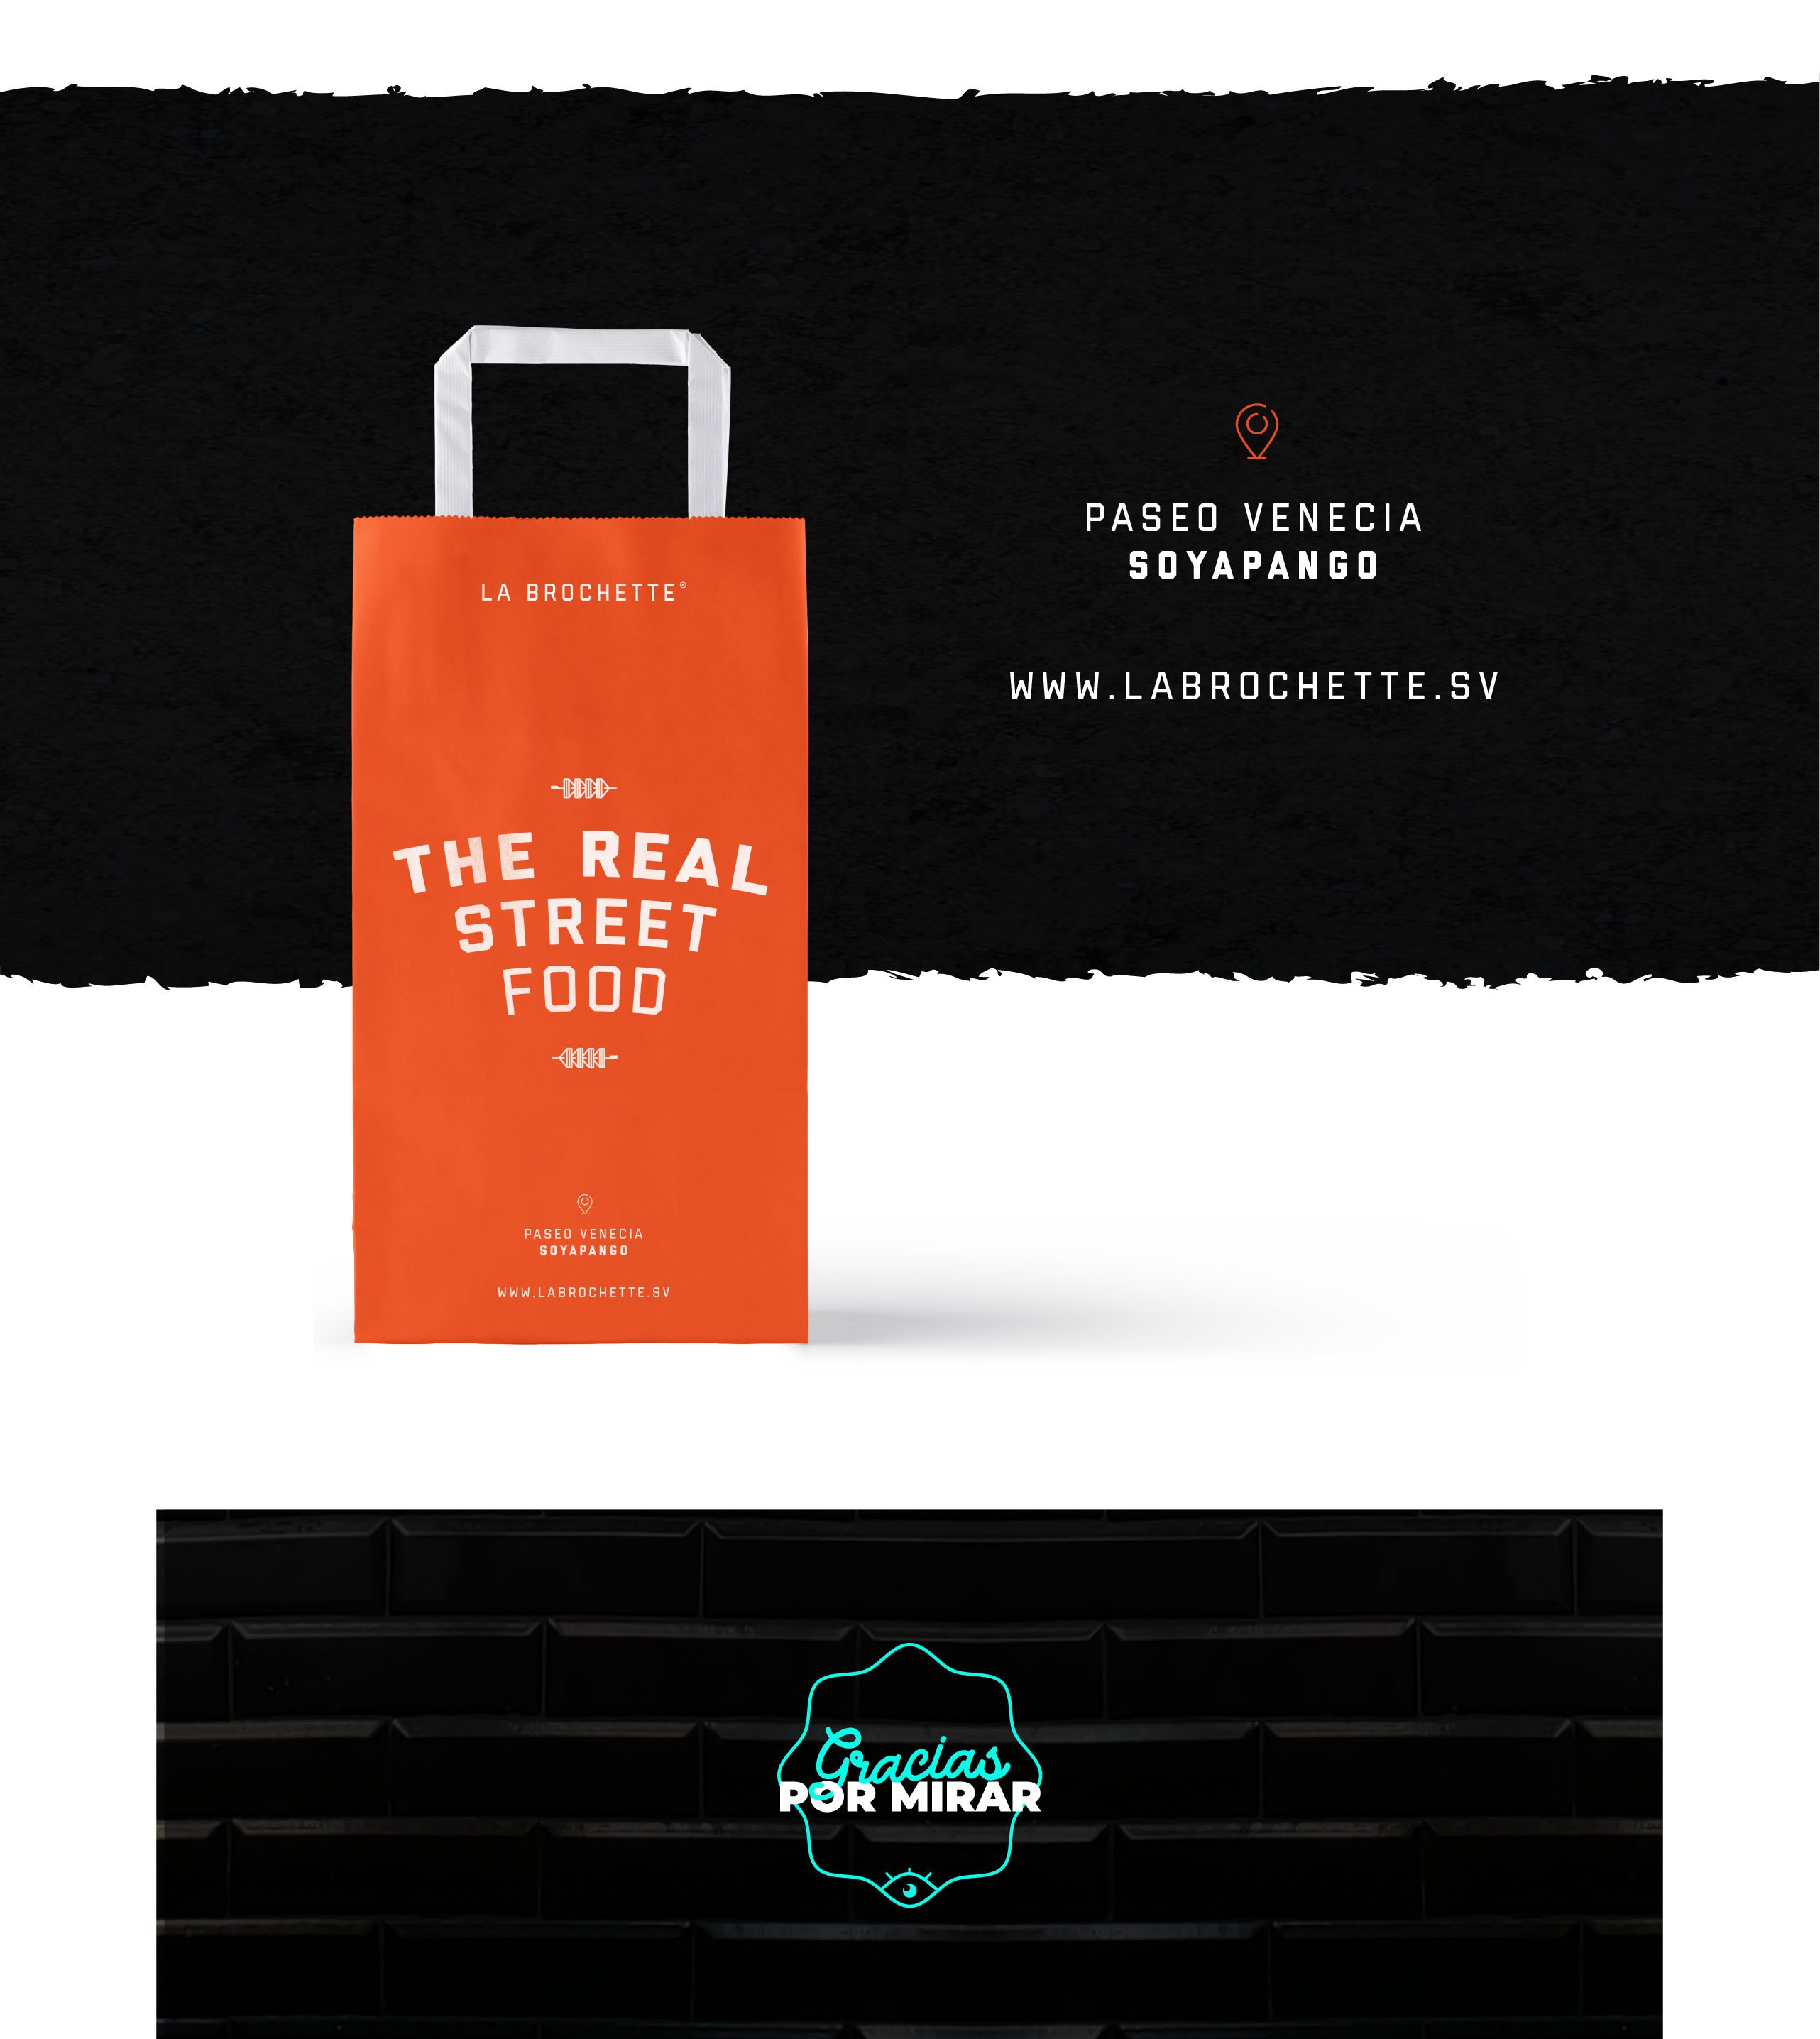 LA BROCHETTE®
THE REAL
STREET
FOOD
PASEO VENECIA
SOYAPANGO
WWW.LABROCHETTE.SV
PASEO VENECIA
SOYAPANGO
WWW.LABROCHETTE.SV
Gracias
POR MIRAR